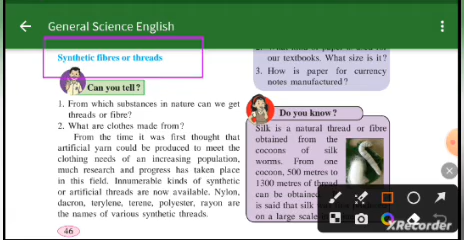 General Science English
Synthetic fibres or threads
our textbooks. What size is it?
3. How is paper for currency
notes manufactured?
Can you tell?
1. From which substances in nature can we get
threads or fibre?
2. What are clothes made from?
From the time it was first thought that
artificial yarn could be produced to meet the
clothing needs of an increasing population,
much research and progress has taken place
in this field. Innumerable kinds of synthetic
or artificial threads are now available. Nylon,
dacron, terylene, terene, polyester, rayon are
the names of various synthetic threads.
46
Do you know?
Silk is a natural thread or fibre
obtained from the
cocoons of silk
worms. From one
cocoon, 500 metres to
1300 metres of thread
can be obtained
is said that silk
on a large scale
XRecorder